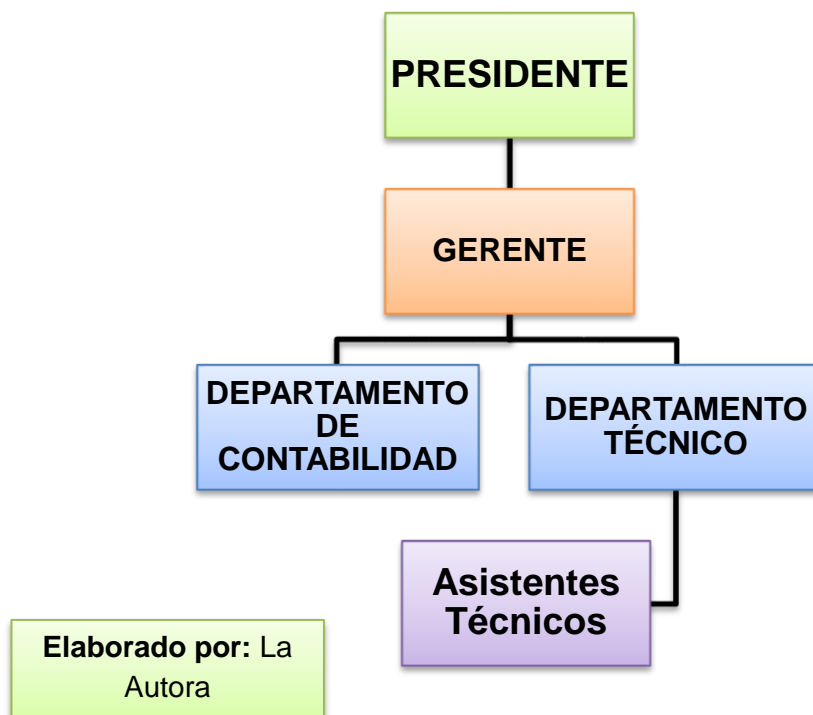 PRESIDENTE
GERENTE
DEPARTAMENTO
DE
CONTABILIDAD
DEPARTAMENTO
TÉCNICO
Asistentes
Técnicos
Elaborado por: La
Autora